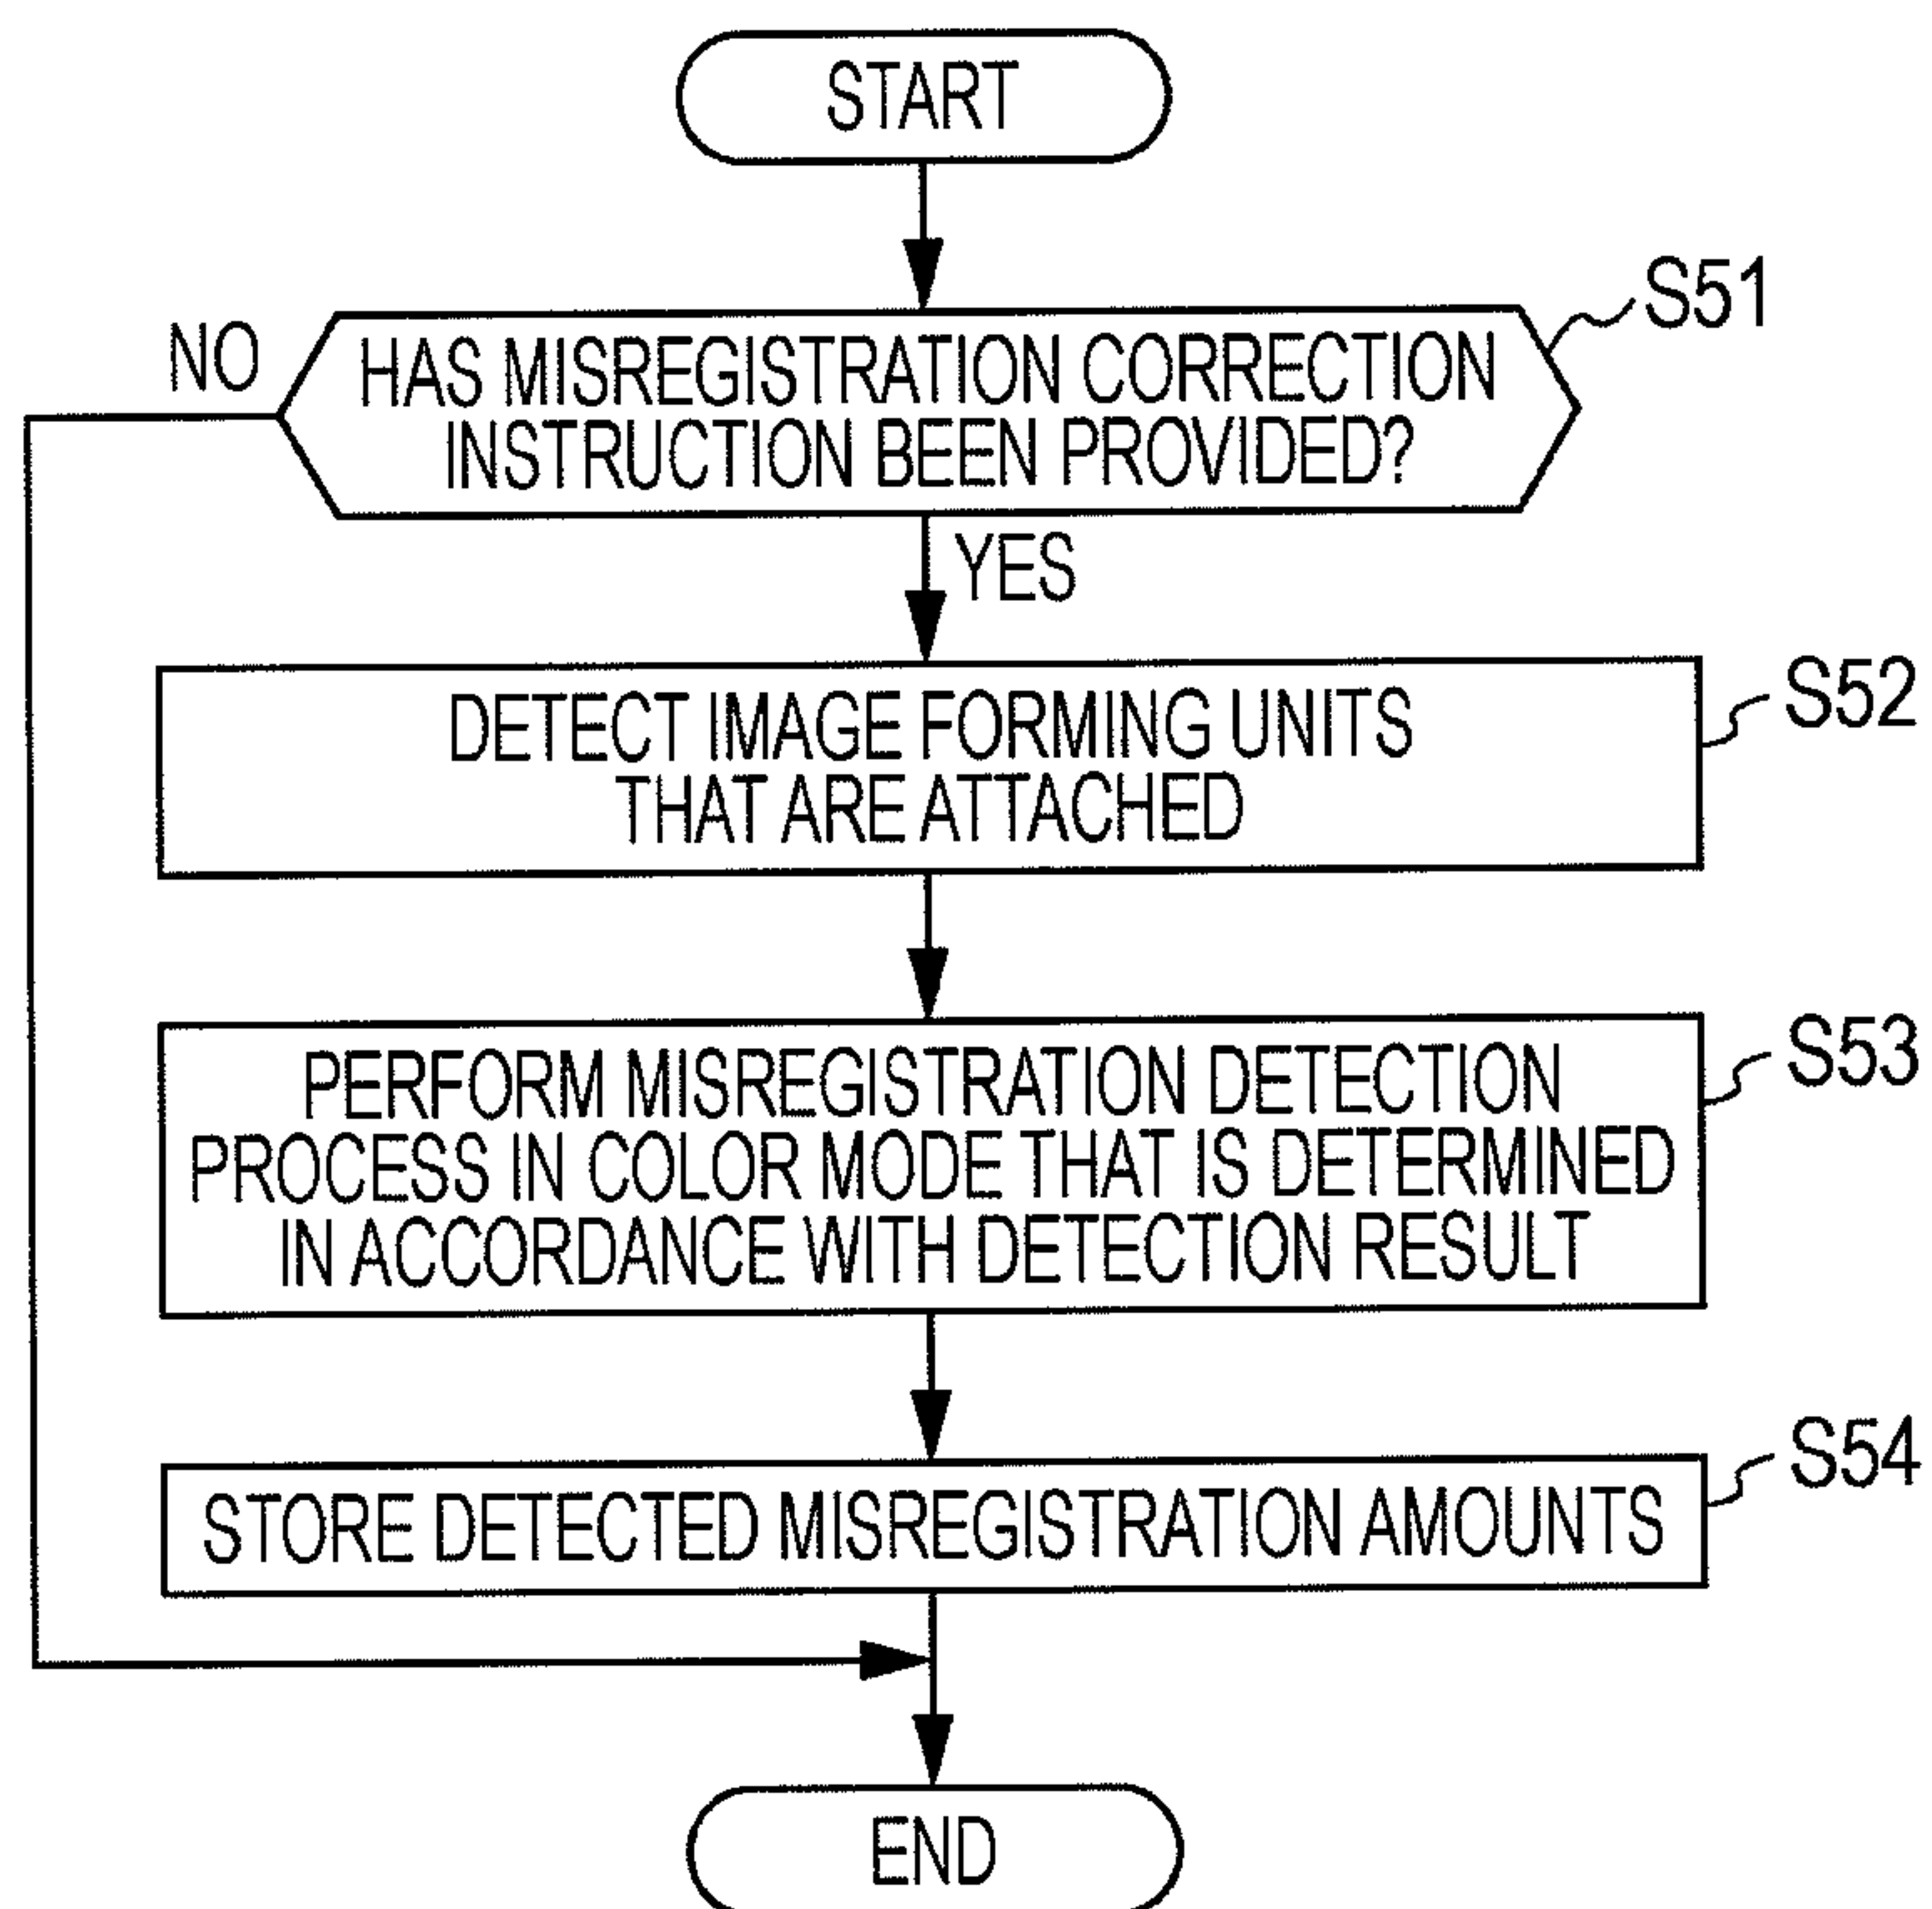 START
S51
NO
HAS MISREGISTRATION CORRECTION
INSTRUCTION BEEN PROVIDED?
YES
S52
DETECT IMAGE FORMING UNITS
THAT ARE ATTACHED
S53
PERFORM MISREGISTRATION DETECTION
PROCESS IN COLOR MODE THAT IS DETERMINED
IN ACCORDANCE WITH DETECTION RESULT
S54
STORE DETECTED MISREGISTRATION AMOUNTS
END